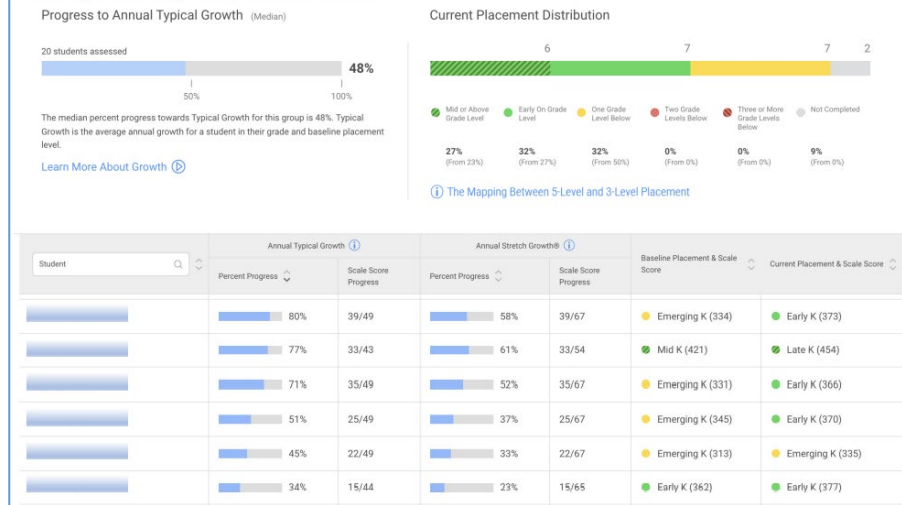 Progress to Annual Typical Growth (Median)
20 students assessed
48%
50%
100%
The median percent progress towards Typical Growth for this group is 48%. Typical
Growth is the average annual growth for a student in their grade and baseline placement
level.
Learn More About Growth
Current Placement Distribution
6
7
7
2
Mid or Above
Grade Level
27%
(From 23%)
Early On Grade
Level
32%
(From 27%)
One Grade
Level Below
32%
(From 50%)
Two Grade
Levels Below
0%
(From 0%)
Three or More
Grade Levels
Below
0%
(From 0%)
Not Completed
9%
(From 0%)
The Mapping Between 5-Level and 3-Level Placement
Student
Annual Typical Growth
Annual Stretch Growth®
Percent Progress
Scale Score
Progress
Percent Progress
Scale Score
Progress
Baseline Placement & Scale
Score
Current Placement & Scale Score
80% 39/49 58% 39/67 Emerging K (334) Early K (373)
77% 33/43 61% 33/54 Mid K (421) Late K (454)
71% 35/49 52% 35/67 Emerging K (331) Early K (366)
51% 25/49 37% 25/67 Emerging K (345) Early K (370)
45% 22/49 33% 22/67 Emerging K (313) Emerging K (335)
34% 15/44 23% 15/65 Early K (362) Early K (377)